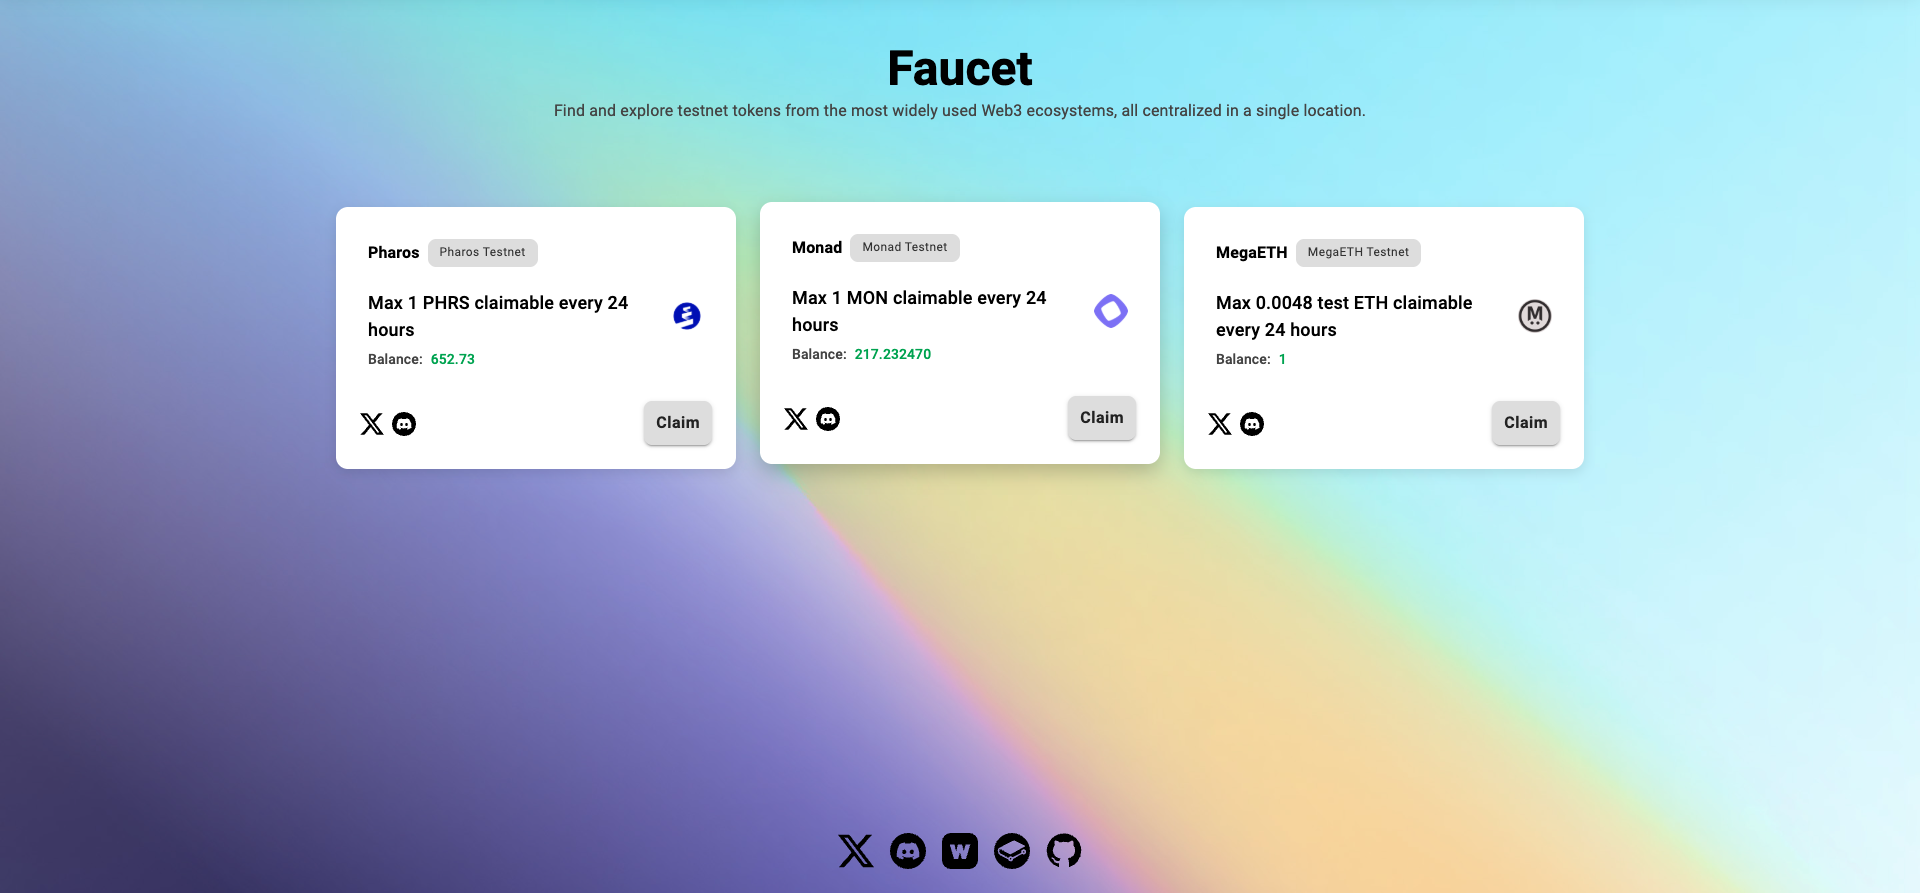 Faucet
Find and explore testnet tokens from the most widely used Web3 ecosystems, all centralized in a single location.
Pharos Pharos Testnet
Max 1 PHRS claimable every 24
hours
Balance: 652.73
Claim
Monad Monad Testnet
Max 1 MON claimable every 24
hours
Balance: 217.232470
Claim
MegaETH MegaETH Testnet
Max 0.0048 test ETH claimable
every 24 hours
M
Balance: 1
Claim
W